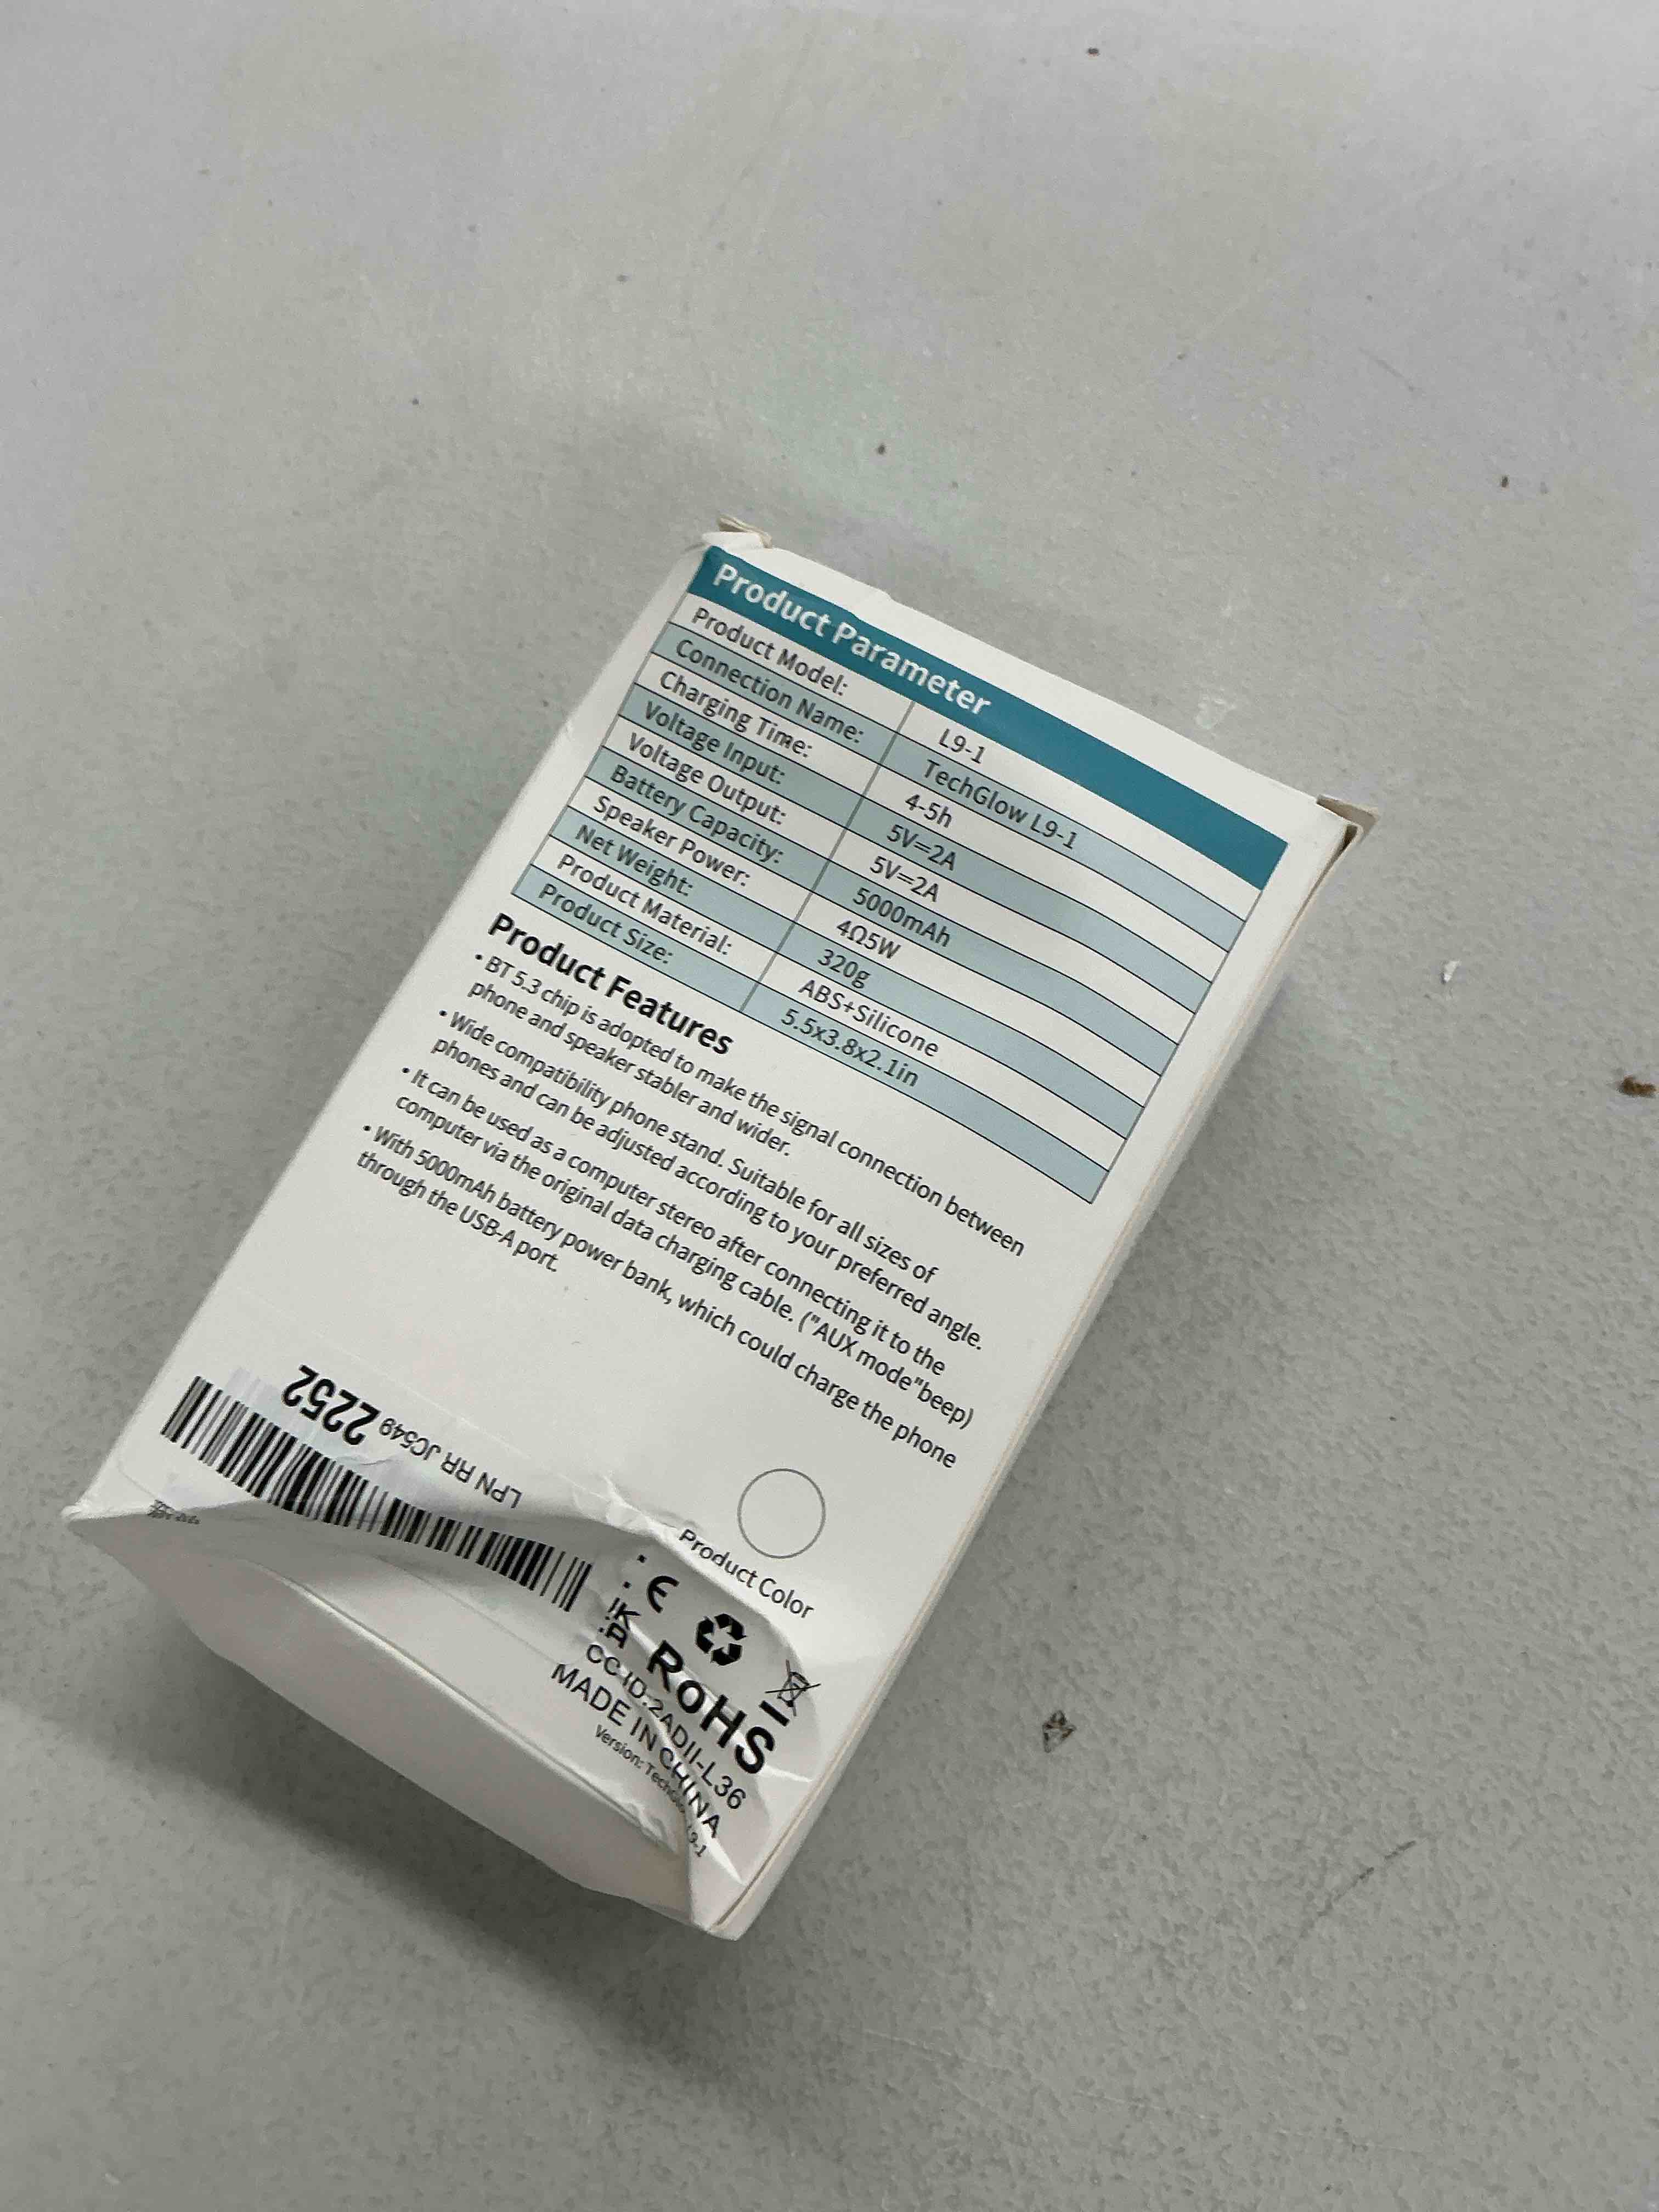 Product Parameter
Product Model: L9-1
Connection Name: TechGlow L9-1
Charging Time: 4-5h
Voltage Input: 5V=2A
Voltage Output: 5V=2A
Battery Capacity: 5000mAh
Speaker Power: 4Ω5W
Net Weight: 320g
Product Material: ABS+Silicone
Product Size: 5.5x3.8x2.1in
Product Features
• BT 5.3 chip is adopted to make the signal connection between
phone and speaker stabler and wider.
• Wide compatibility phone stand. Suitable for all sizes of
phones and can be adjusted according to your preferred angle.
• It can be used as a computer stereo after connecting it to the
computer via the original data charging cable. ("AUX mode"beep)
• With 5000mAh battery power bank, which could charge the phone
through the USB-A port.
LPN RR JC549 2252
Product Color
RoHS
ID:2ADII-L36
MADE IN CHINA
Version: L9-1